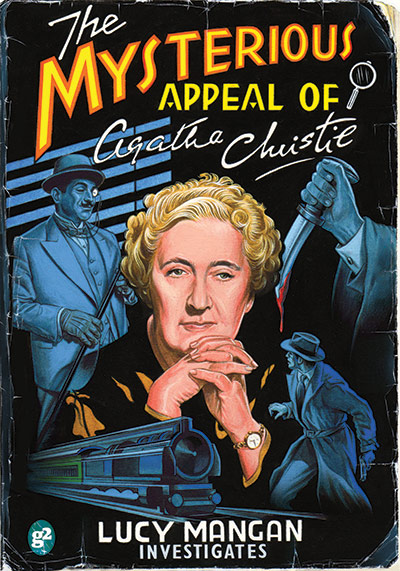 The
MYSTERIOUS
APPEAL OF
Agatha Christie
g2
LUCY MANGAN
INVESTIGATES